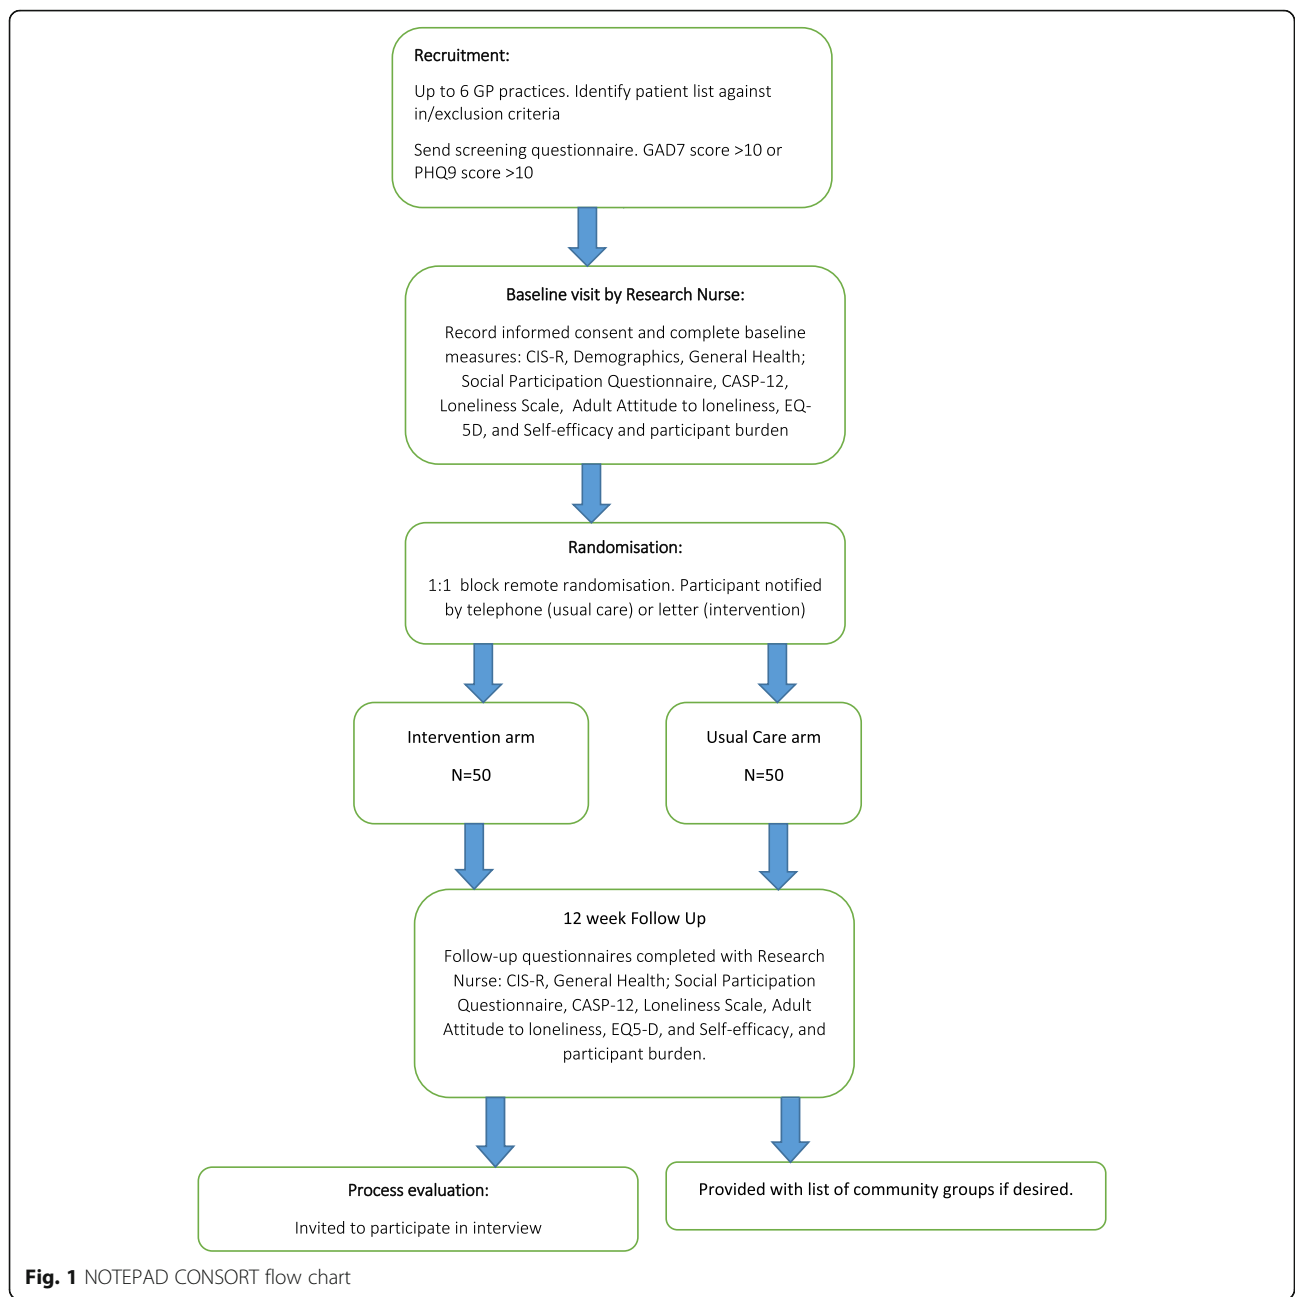 Recruitment:
Up to 6 GP practices. Identify patient list against
in/exclusion criteria
Send screening questionnaire. GAD7 score >10 or
PHQ9 score >10
Baseline visit by Research Nurse:
Record informed consent and complete baseline
measures: CIS-R, Demographics, General Health;
Social Participation Questionnaire, CASP-12,
Loneliness Scale, Adult Attitude to loneliness, EQ-
5D, and Self-efficacy and participant burden
Randomisation:
1:1 block remote randomisation. Participant notified
by telephone (usual care) or letter (intervention)
Intervention arm
N=50
Usual Care arm
N=50
12 week Follow Up
Follow-up questionnaires completed with Research
Nurse: CIS-R, General Health; Social Participation
Questionnaire, CASP-12, Loneliness Scale, Adult
Attitude to loneliness, EQ5-D, and Self-efficacy, and
participant burden.
Process evaluation:
Invited to participate in interview
Provided with list of community groups if desired.
Fig. 1 NOTEPAD CONSORT flow chart